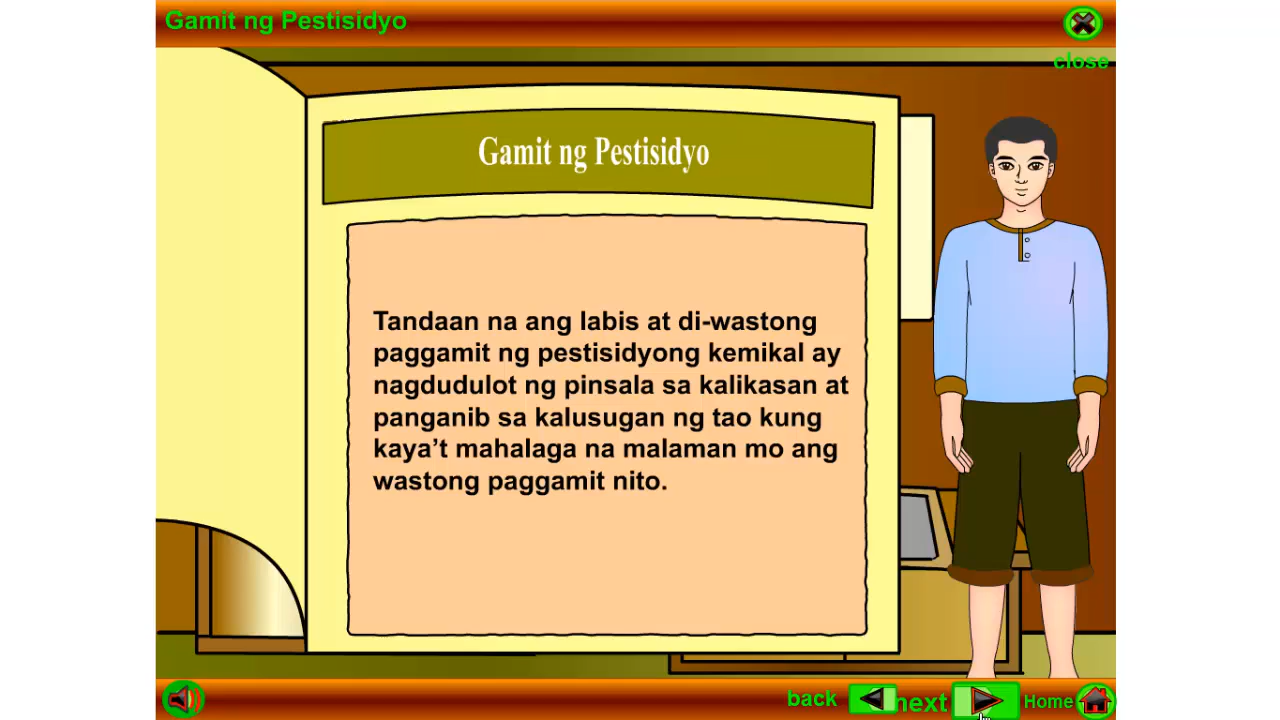 Gamit ng Pestisidyo
close
Gamit ng Pestisidyo
Tandaan na ang labis at di-wastong
paggamit ng pestisidyong kemikal ay
nagdudulot ng pinsala sa kalikasan at
panganib sa kalusugan ng tao kung
kaya’t mahalaga na malaman mo ang
wastong paggamit nito.
back next Home